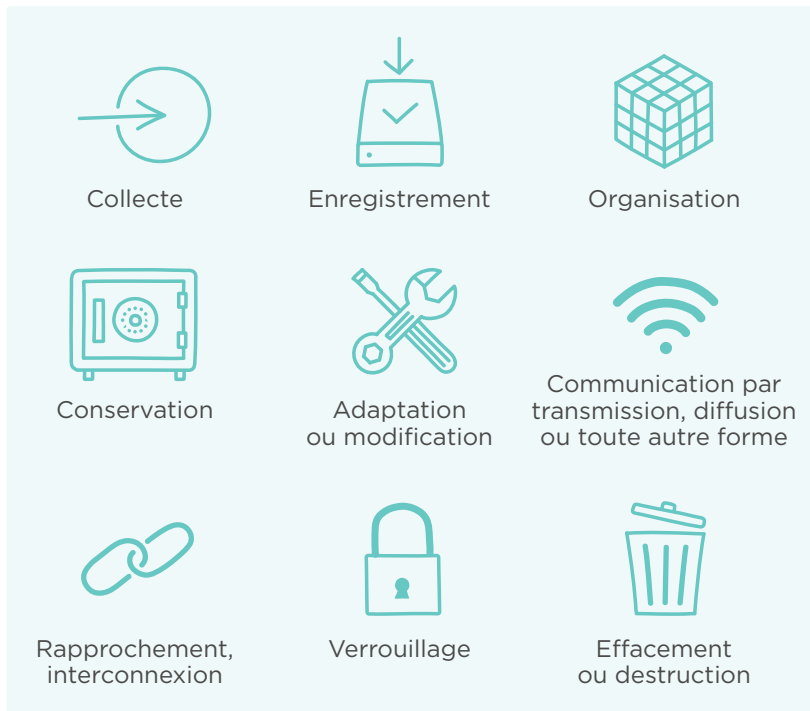 Collecte
Enregistrement
Organisation
Conservation
Adaptation
ou modification
Communication par
transmission, diffusion
ou toute autre forme
Rapprochement,
interconnexion
Verrouillage
Effacement
ou destruction